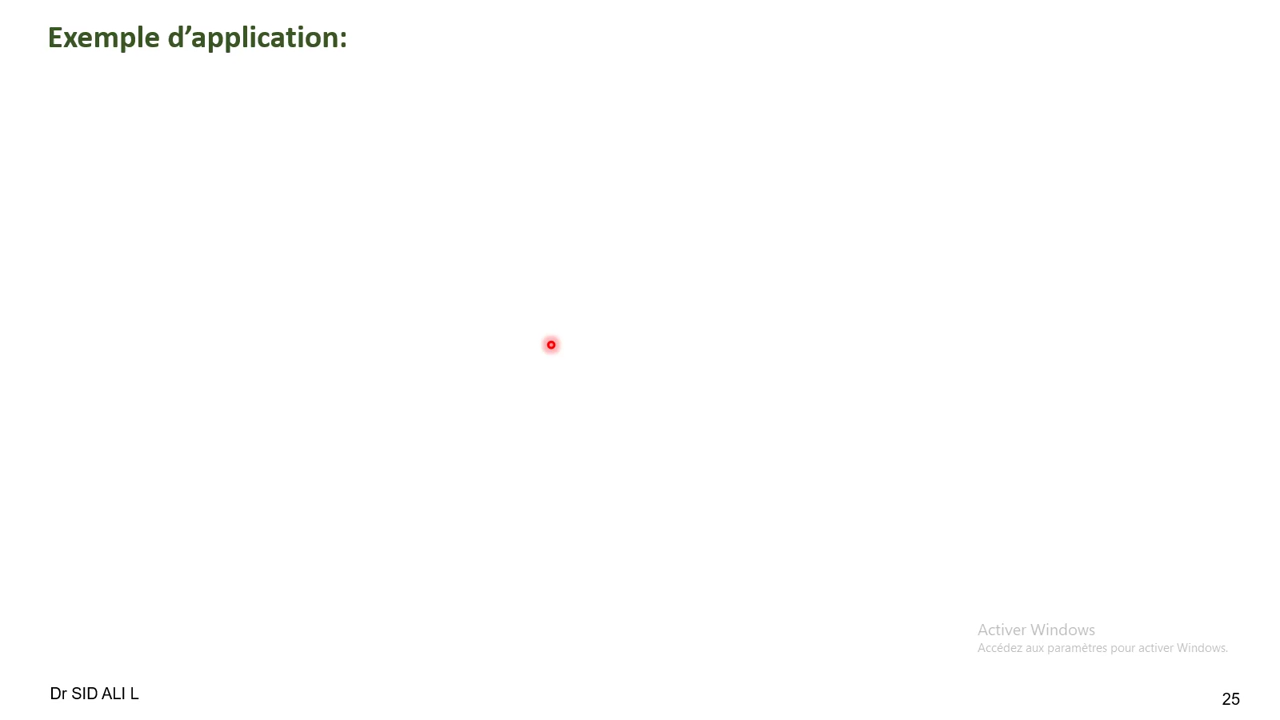 Exemple d’application:
Activer Windows
Accédez aux paramètres pour activer Windows.
Dr SID ALI L
25